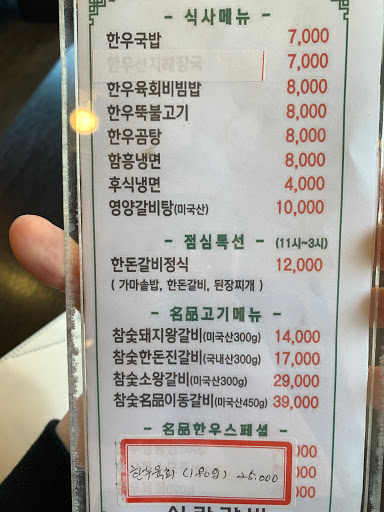 - 식사메뉴 -
한우국밥 7,000
한우선지해장국 7,000
한우육회비빔밥 8,000
한우뚝불고기 8,000
한우곰탕 8,000
함흥냉면 8,000
후식냉면 4,000
영양갈비탕(미국산) 10,000
- 점심특선 - (11시~3시)
한돈갈비정식 12,000
( 가마솥밥, 한돈갈비, 된장찌개 )
- 名品고기메뉴 -
참숯돼지왕갈비(미국산300g) 14,000
참숯한돈진갈비(국내산300g) 17,000
참숯소왕갈비(미국산300g) 29,000
참숯名品이동갈비(미국산450g) 39,000
- 名品한우스페셜 -
한우육회 (180g) 25,000